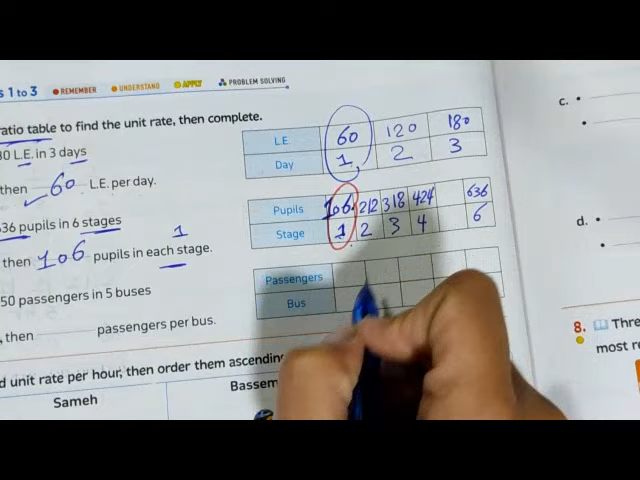 s 1 to 3 REMEMBER UNDERSTAND APPLY PROBLEM SOLVING
ratio table to find the unit rate, then complete.
80 L.E. in 3 days
then 60 L.E. per day.
L.E 60 120 180
Day 1 2 3
636 pupils in 6 stages
1
then 106 pupils in each stage.
Pupils 106 212 318 424 636
Stage 1 2 3 4 6
50 passengers in 5 buses
, then passengers per bus.
Passengers
Bus
d unit rate per hour, then order them ascending
Sameh Bassem
c.
d.
8. Thre
most re